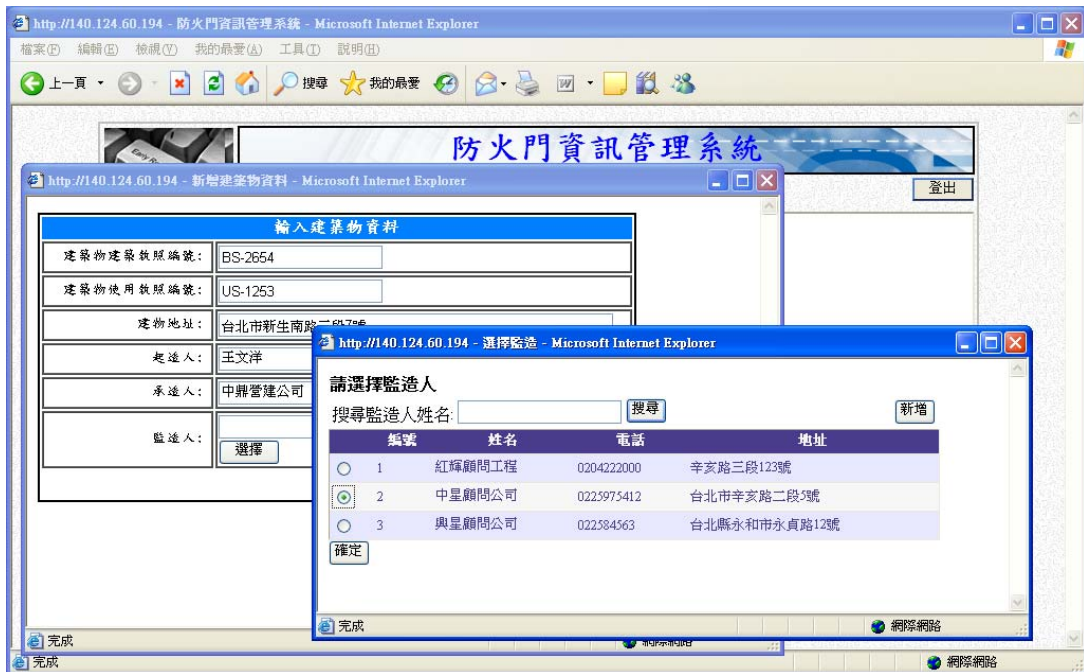 http://140.124.60.194 - 防火門資訊管理系統 - Microsoft Internet Explorer
檔案(F) 編輯(E) 檢視(V) 我的最愛(A) 工具(T) 說明(H)
上一頁 搜尋 我的最愛
防火門資訊管理系統
登出
http://140.124.60.194 - 新增建築物資料 - Microsoft Internet Explorer
輸入建築物資料
建築物建築執照編號: BS-2654
建築物使用執照編號: US-1253
建物地址: 台北市新生南路
起造人: 王文洋
承造人: 中鼎營建公司
監造人:
選擇
http://140.124.60.194 - 選擇監造 - Microsoft Internet Explorer
請選擇監造人
搜尋監造人姓名: 搜尋 新增
編號 姓名 電話 地址
1 紅輝顧問工程 0204222000 辛亥路三段123號
2 中星顧問公司 0225975412 台北市辛亥路二段5號
3 興星顧問公司 022584563 台北縣永和市永貞路12號
確定
完成 網際網路
完成
完成 網際網路